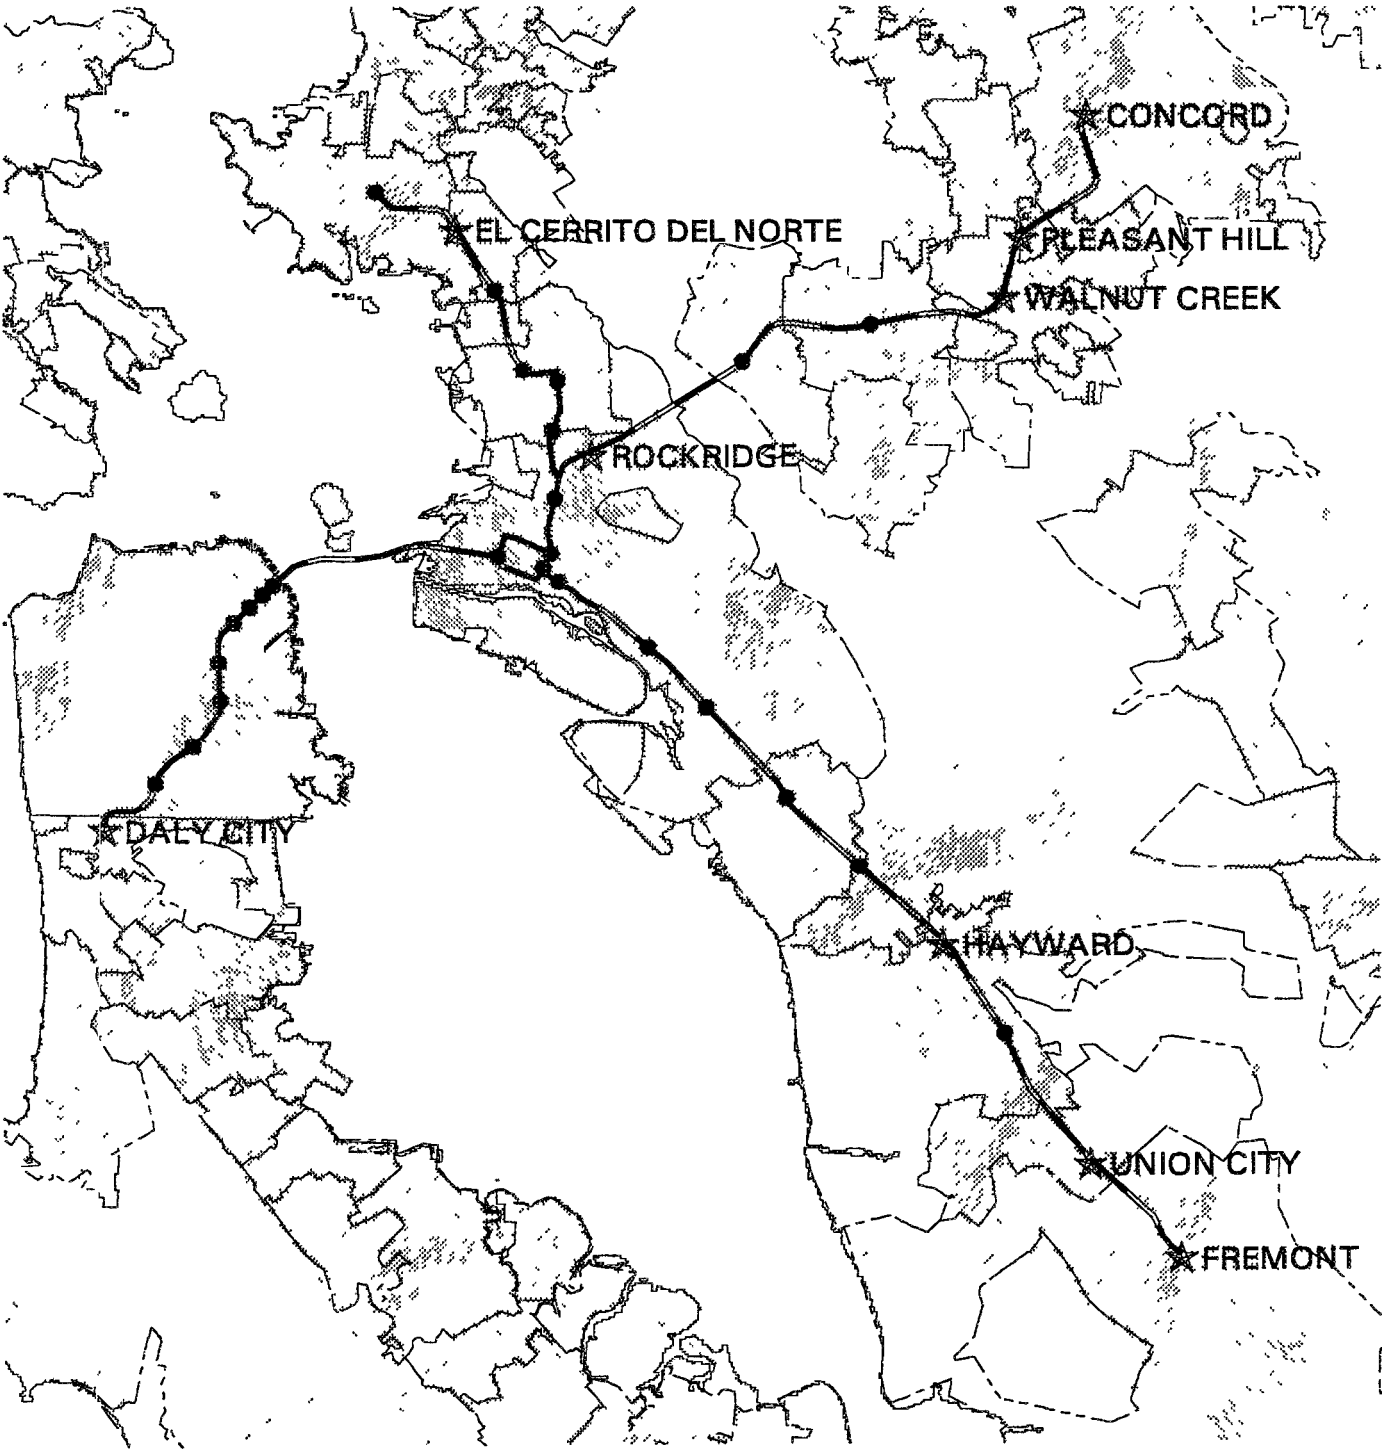 CONCORD
EL CERRITO DEL NORTE
PLEASANT HILL
WALNUT CREEK
ROCKRIDGE
DALY CITY
HAYWARD
UNION CITY
FREMONT